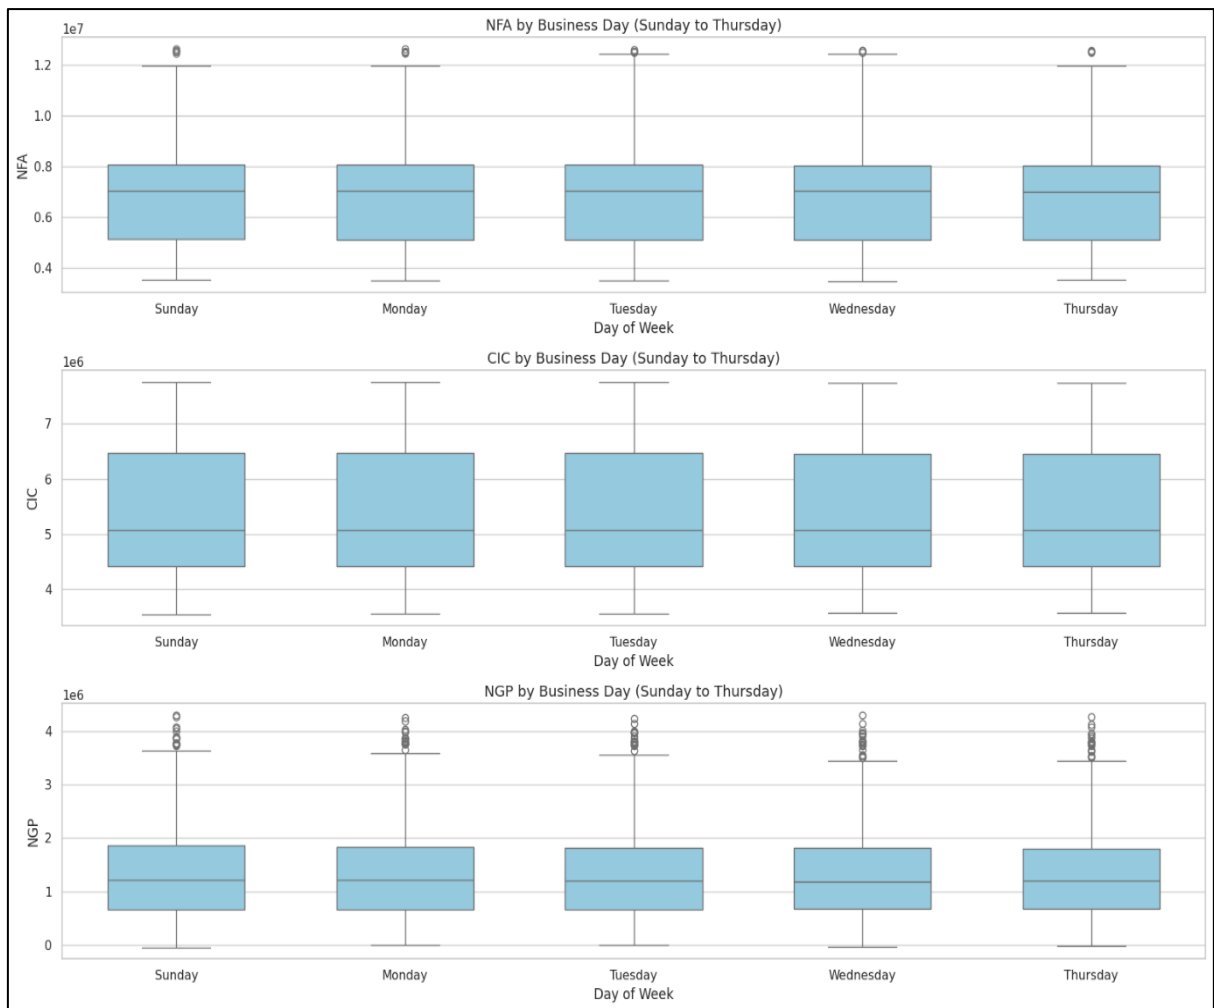 NFA by Business Day (Sunday to Thursday)
1e7
1.2
1.0
0.8
0.6
0.4
NFA
Sunday Monday Tuesday Wednesday Thursday
Day of Week
CIC by Business Day (Sunday to Thursday)
1e6
7
6
5
4
CIC
Sunday Monday Tuesday Wednesday Thursday
Day of Week
NGP by Business Day (Sunday to Thursday)
1e6
4
3
2
1
0
NGP
Sunday Monday Tuesday Wednesday Thursday
Day of Week